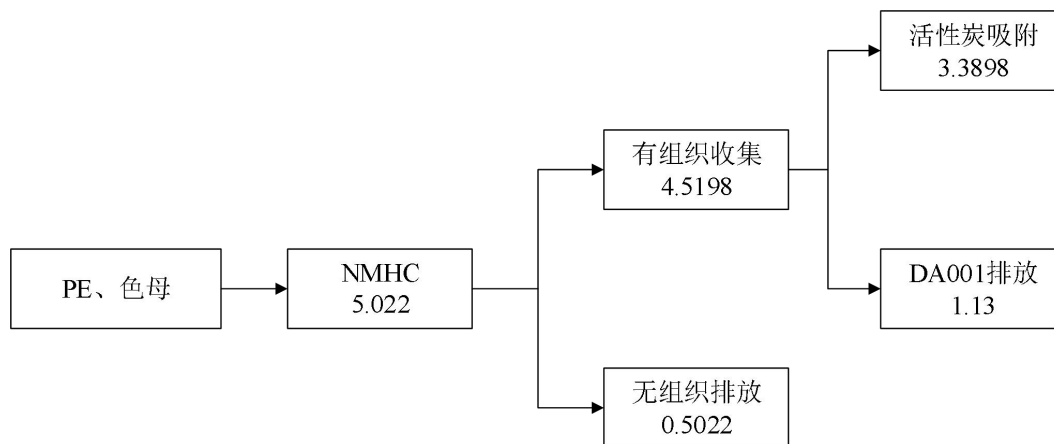 活性炭吸附
3.3898
有组织收集
4.5198
PE、色母
NMHC
5.022
DA001排放
1.13
无组织排放
0.5022